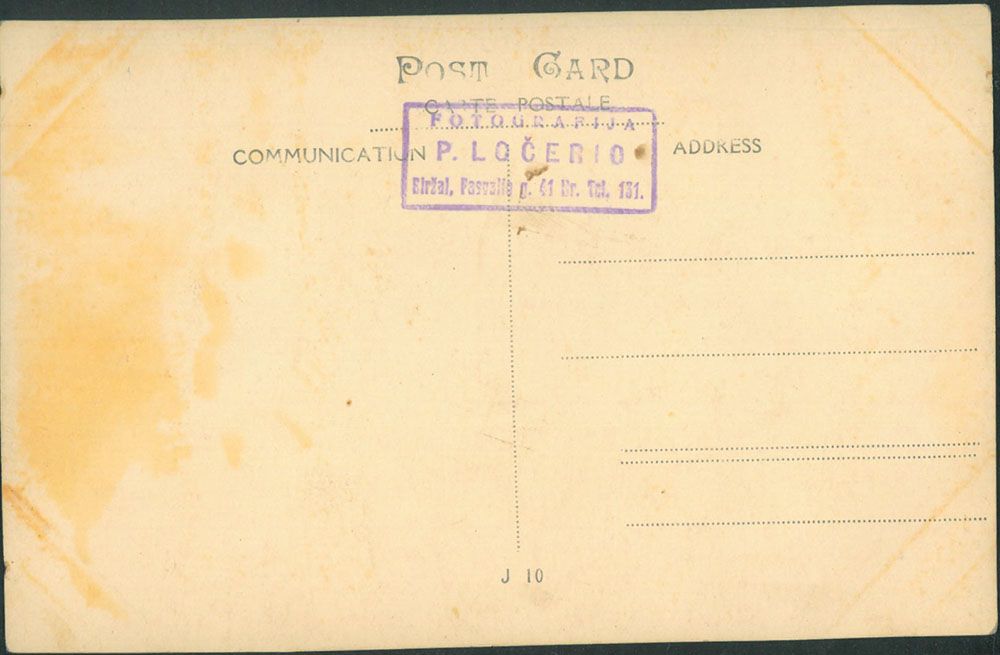 POST CARD
CARTE POSTALE
FOTOGRAFIJA
COMMUNICATION
P. LOČERIO
ADDRESS
Biržai, Pasvalio g. 41 Nr. Tel. 131.
J 10